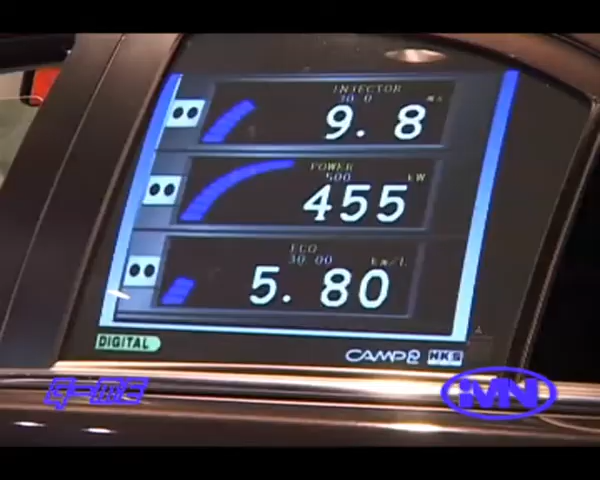 INJECTOR
30.0 ms
9.8
POWER
500 kW
455
ECO
30.00 km/L
5.80
DIGITAL
CAMP2 HKS
iMN